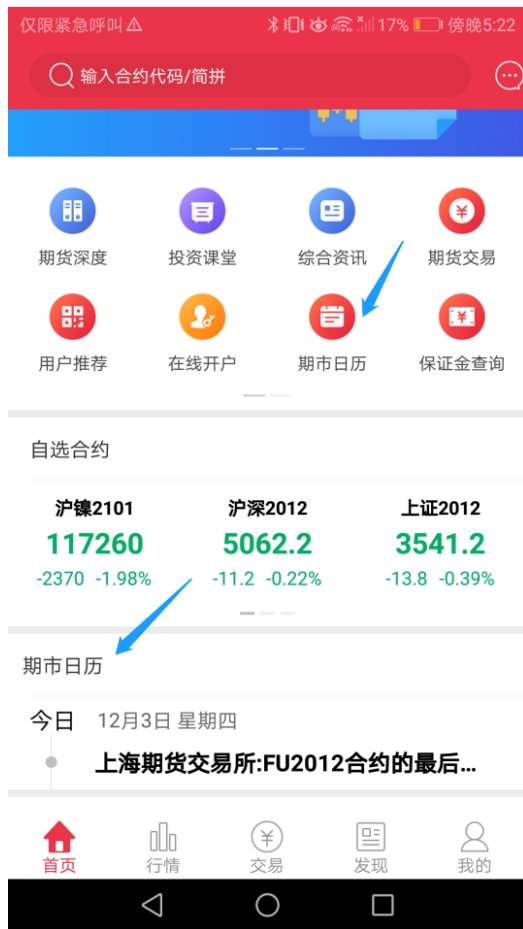 仅限紧急呼叫 17% 傍晚5:22
输入合约代码/简拼
期货深度 投资课堂 综合资讯 期货交易
用户推荐 在线开户 期市日历 保证金查询
自选合约
沪镍2101 沪深2012 上证2012
117260 5062.2 3541.2
-2370 -1.98% -11.2 -0.22% -13.8 -0.39%
期市日历
今日 12月3日 星期四
上海期货交易所:FU2012合约的最后...
首页 行情 交易 发现 我的